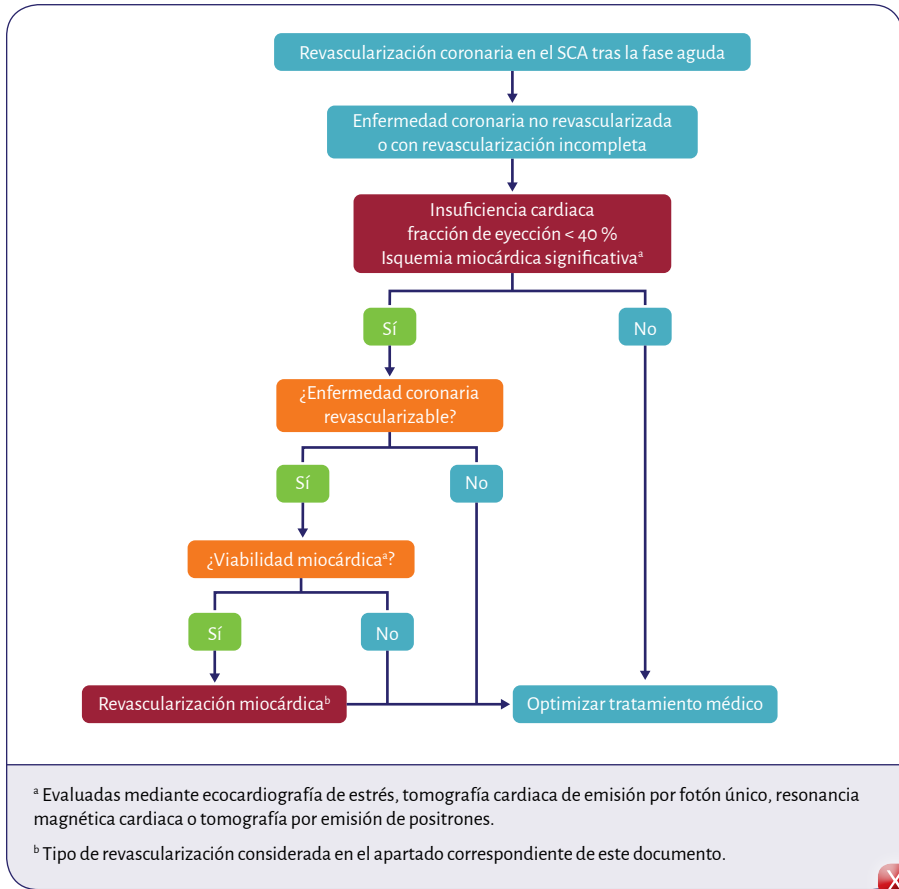 Revascularización coronaria en el SCA tras la fase aguda
Enfermedad coronaria no revascularizada
o con revascularización incompleta
Insuficiencia cardiaca
fracción de eyección < 40 %
Isquemia miocárdica significativaᵃ
Sí
No
¿Enfermedad coronaria
revascularizable?
Sí
No
¿Viabilidad miocárdicaᵃ?
Sí
No
Revascularización miocárdicaᵇ
Optimizar tratamiento médico
ᵃ Evaluadas mediante ecocardiografía de estrés, tomografía cardiaca de emisión por fotón único, resonancia
magnética cardiaca o tomografía por emisión de positrones.
ᵇ Tipo de revascularización considerada en el apartado correspondiente de este documento.
X